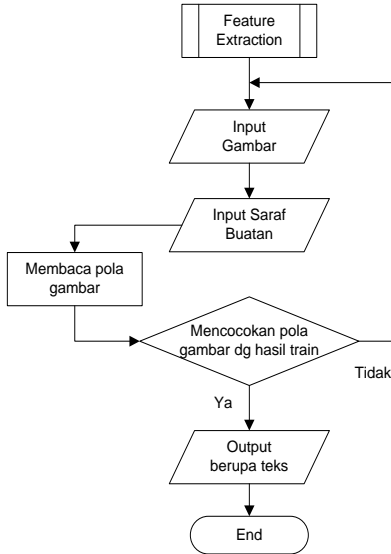 Feature
Extraction
Input
Gambar
Input Saraf
Buatan
Membaca pola
gambar
Mencocokan pola
gambar dg hasil train
Tidak
Ya
Output
berupa teks
End